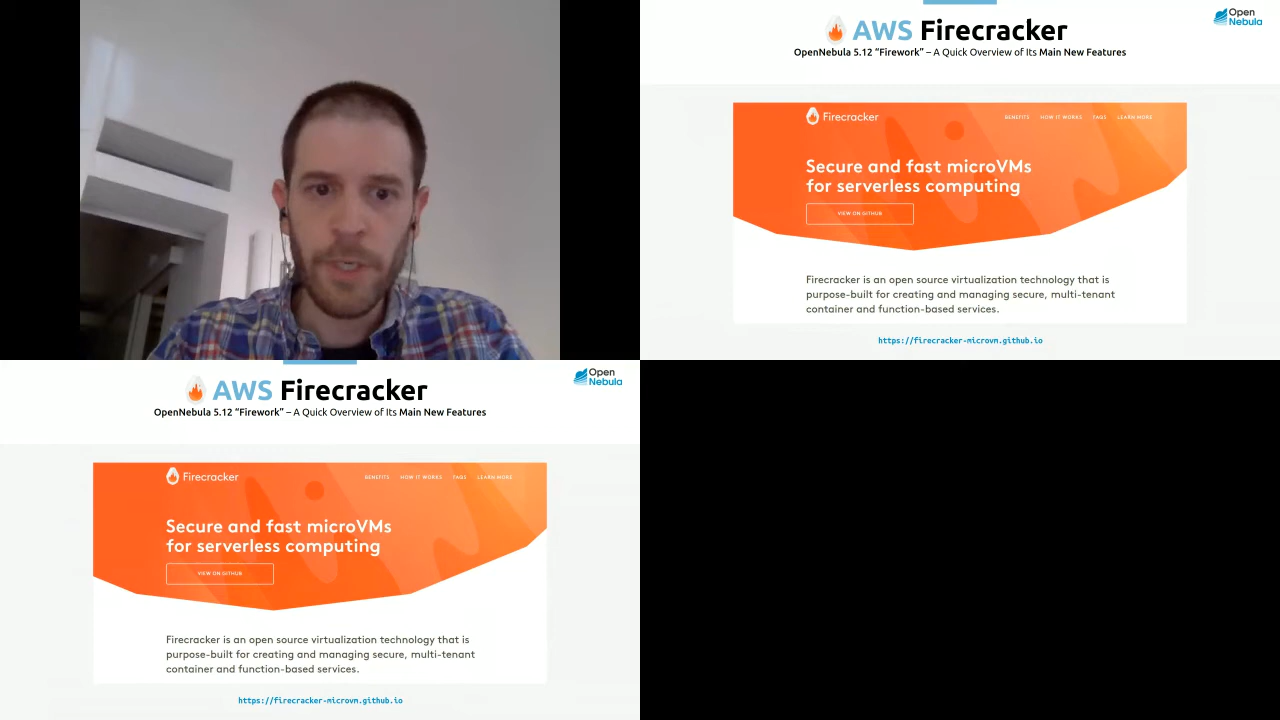 AWS Firecracker
Open
Nebula
OpenNebula 5.12 “Firework” – A Quick Overview of Its Main New Features
Firecracker
BENEFITS HOW IT WORKS TABS LEARN MORE
Secure and fast microVMs
for serverless computing
VIEW ON GITHUB
Firecracker is an open source virtualization technology that is
purpose-built for creating and managing secure, multi-tenant
container and function-based services.
https://firecracker-microvm.github.io
AWS Firecracker
Open
Nebula
OpenNebula 5.12 “Firework” – A Quick Overview of Its Main New Features
Firecracker
BENEFITS HOW IT WORKS TABS LEARN MORE
Secure and fast microVMs
for serverless computing
VIEW ON GITHUB
Firecracker is an open source virtualization technology that is
purpose-built for creating and managing secure, multi-tenant
container and function-based services.
https://firecracker-microvm.github.io